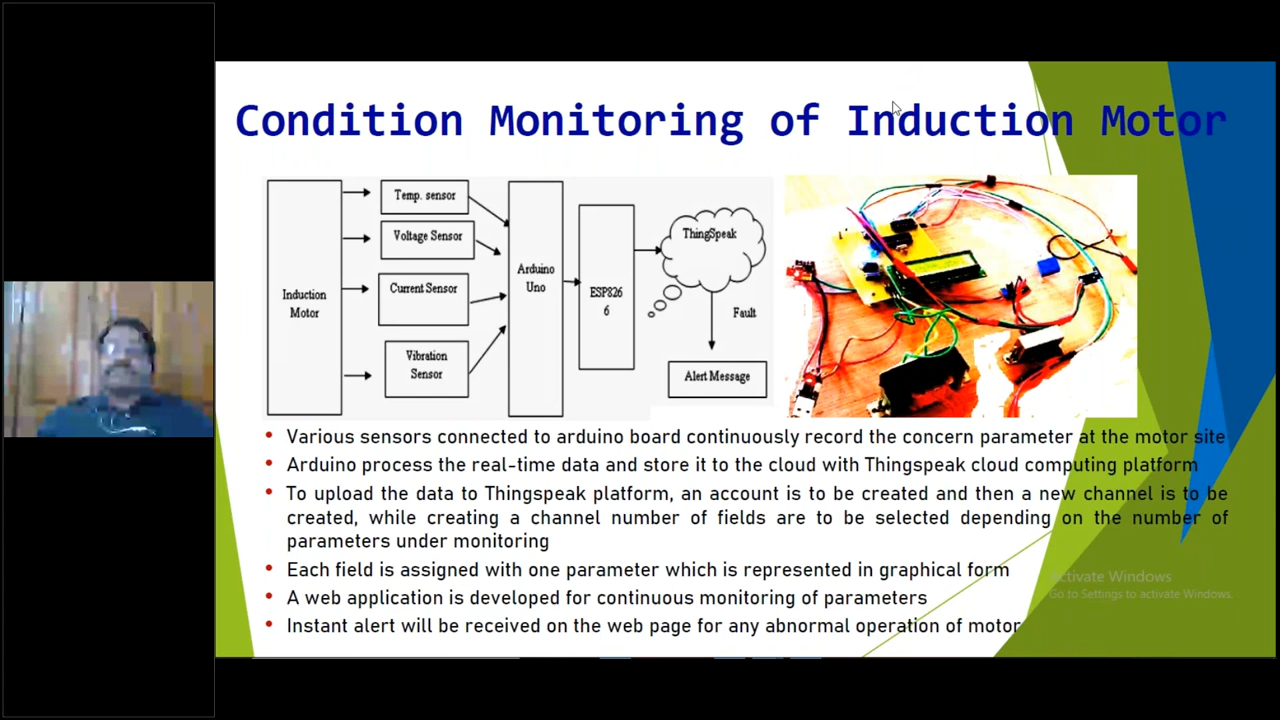 Condition Monitoring of Induction Motor
Temp. sensor
Voltage Sensor
Current Sensor
Vibration
Sensor
Induction
Motor
Arduino
Uno
ESP826
6
ThingSpeak
Fault
Alert Message
• Various sensors connected to arduino board continuously record the concern parameter at the motor site
• Arduino process the real-time data and store it to the cloud with Thingspeak cloud computing platform
• To upload the data to Thingspeak platform, an account is to be created and then a new channel is to be
created, while creating a channel number of fields are to be selected depending on the number of
parameters under monitoring
• Each field is assigned with one parameter which is represented in graphical form
• A web application is developed for continuous monitoring of parameters
• Instant alert will be received on the web page for any abnormal operation of motor
Activate Windows
Go to Settings to activate Windows.